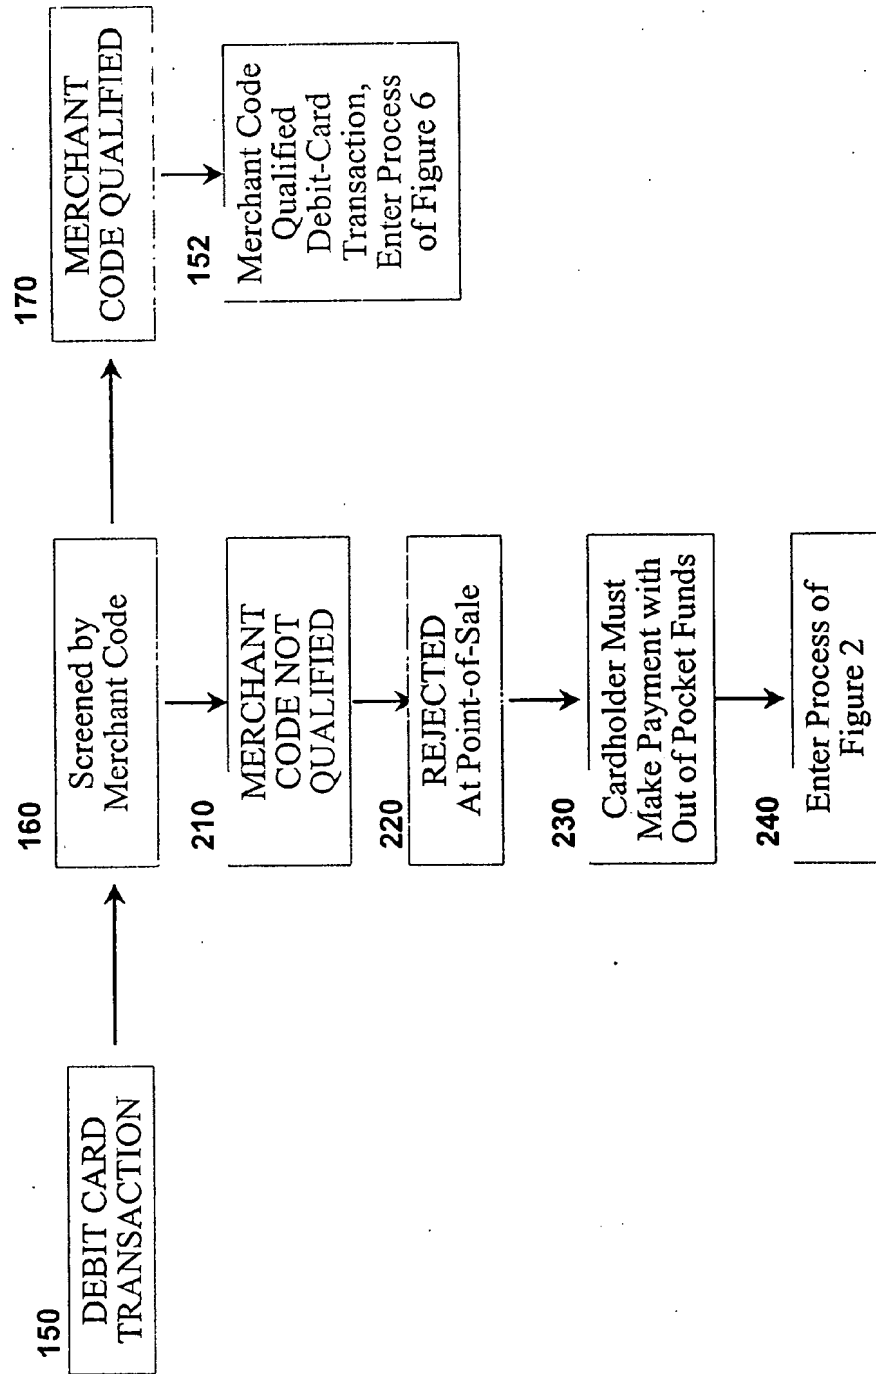 150
DEBIT CARD
TRANSACTION
160
Screened by
Merchant Code
170
MERCHANT
CODE QUALIFIED
152
Merchant Code
Qualified
Debit-Card
Transaction,
Enter Process
of Figure 6
210
MERCHANT
CODE NOT
QUALIFIED
220
REJECTED
At Point-of-Sale
230
Cardholder Must
Make Payment with
Out of Pocket Funds
240
Enter Process of
Figure 2